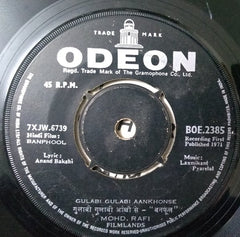 TRADE MARK
ODEON
Regd. Trade Mark of The Gramophone Co., Ltd.
45 R.P.M.
7XJW.6739
(Hindi Film:
BANPHOOL)
Lyric:
Anand Bakshi
BOE.2385
Recording
First Published 1971
Music:
Laxmikant
Pyarelal
GULABI GULABI AANKHONSE
गुलाबी गुलाबी आंखों से - "बनफूल"
MOHD. RAFI
FILMLANDS